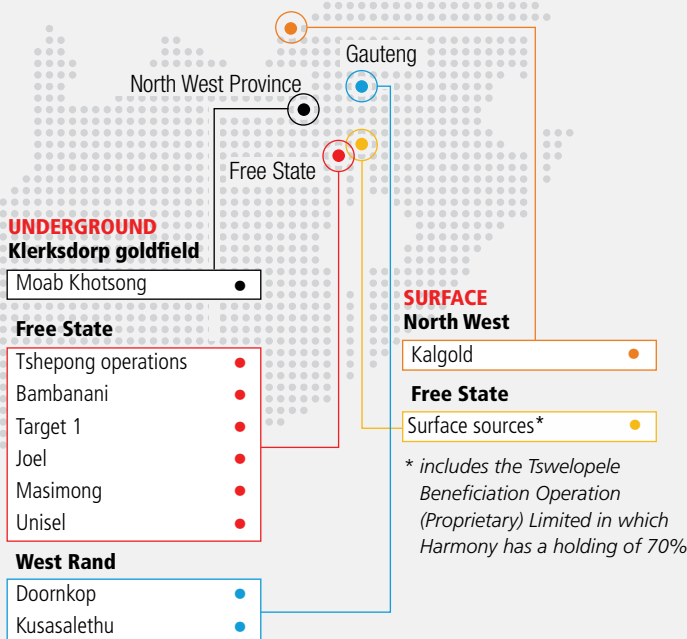 Gauteng
North West Province
Free State
UNDERGROUND
Klerksdorp goldfield
Moab Khotsong
Free State
Tshepong operations
Bambanani
Target 1
Joel
Masimong
Unisel
West Rand
Doornkop
Kusasalethu
SURFACE
North West
Kalgold
Free State
Surface sources*
* includes the Tswelopele
Beneficiation Operation
(Proprietary) Limited in which
Harmony has a holding of 70%